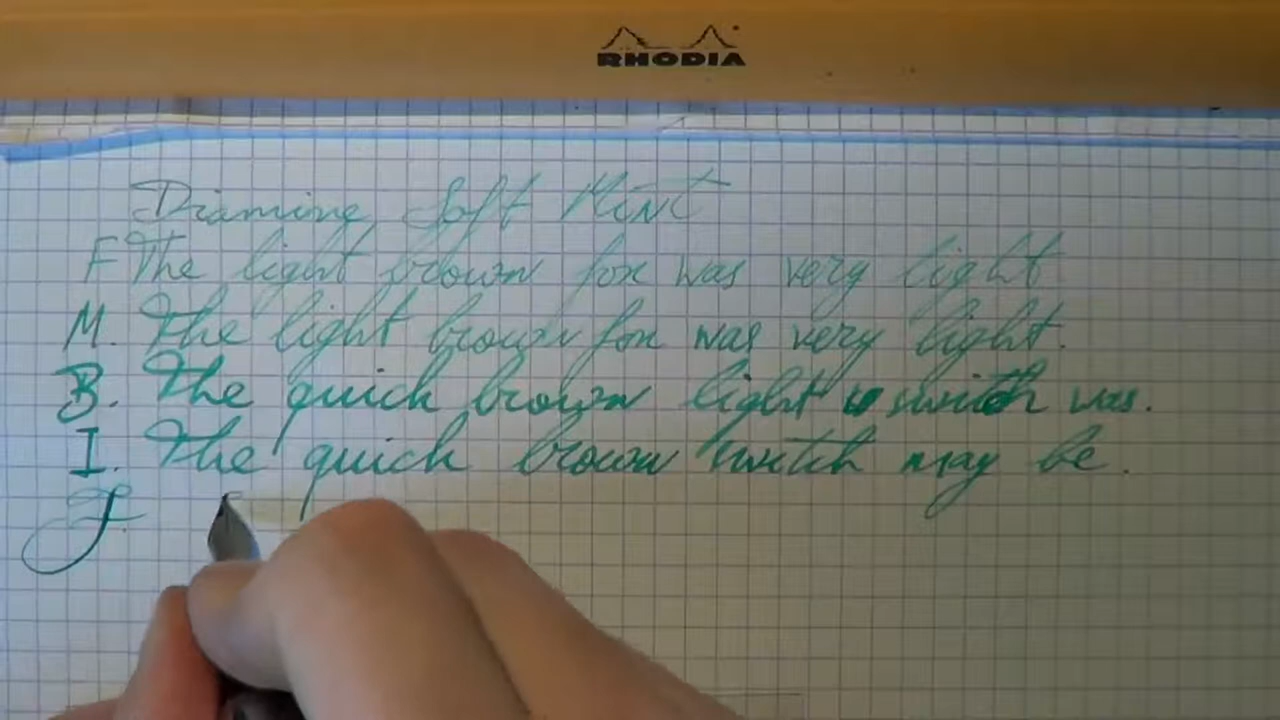 RHODIA
Diamine Soft Mint
F The light brown fox was very light
M. The light brown fox was very light.
B. The quick brown light switch was.
I. The quick brown switch may be.
F.